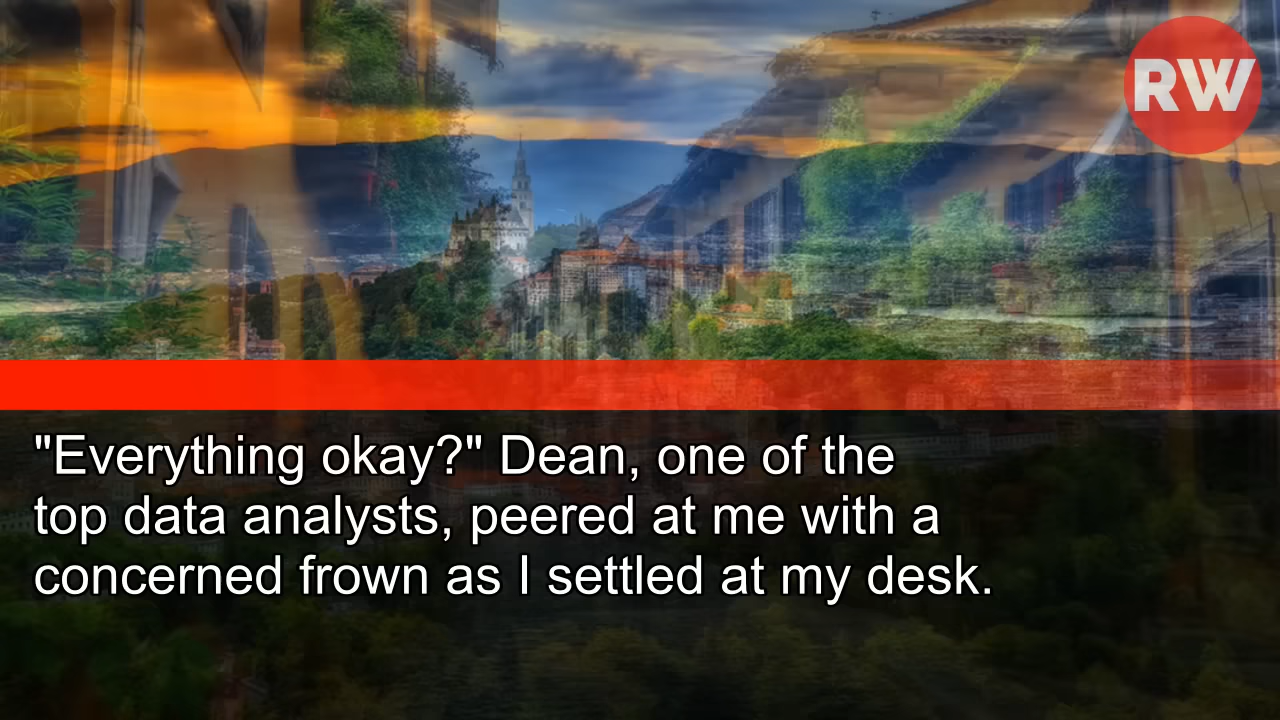 RW
"Everything okay?" Dean, one of the
top data analysts, peered at me with a
concerned frown as I settled at my desk.